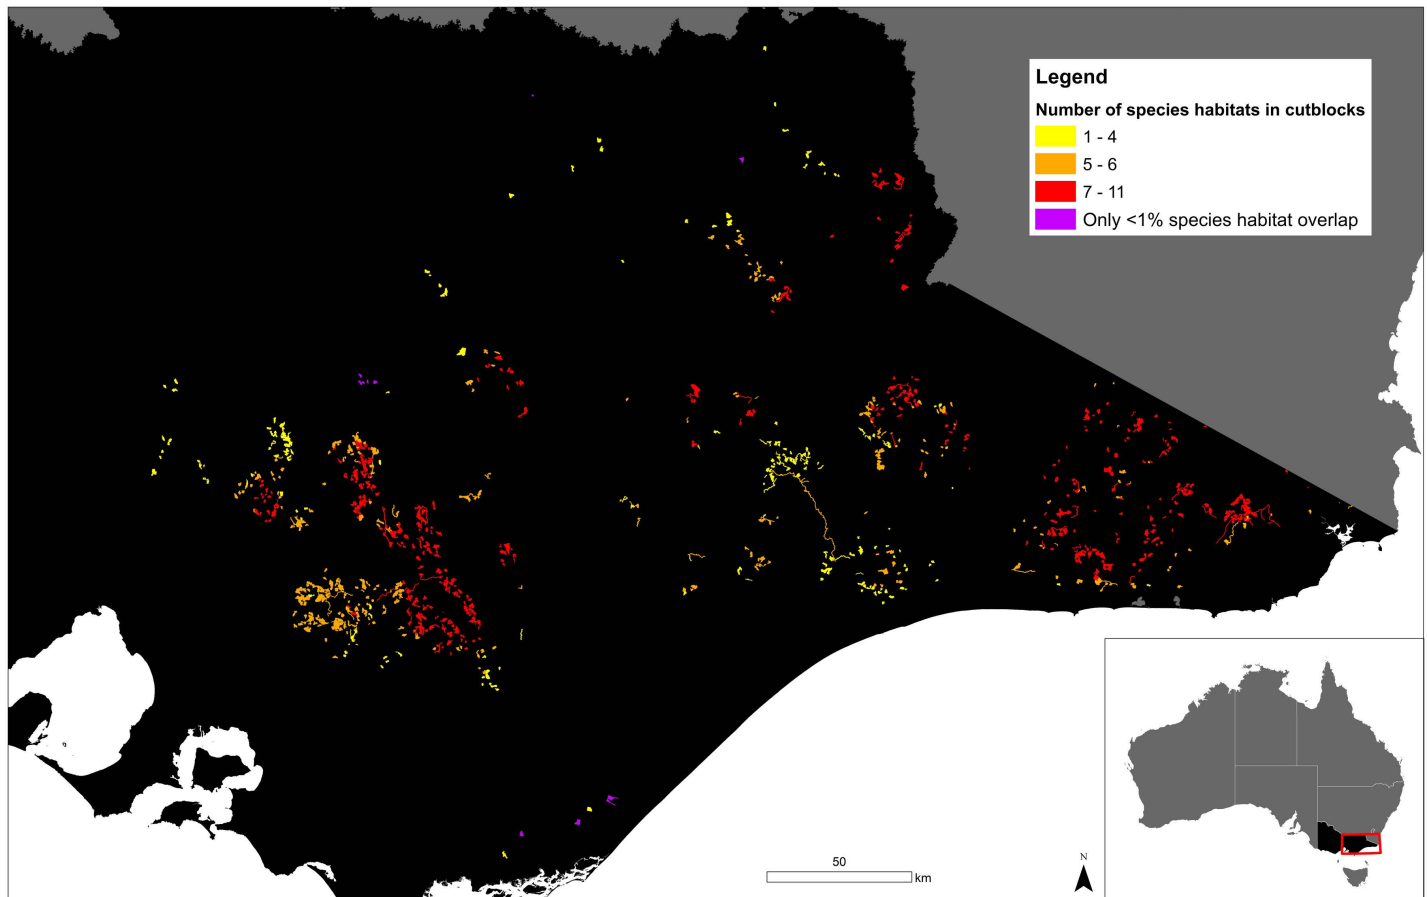 Legend
Number of species habitats in cutblocks
1 - 4
5 - 6
7 - 11
Only <1% species habitat overlap
50
km
N